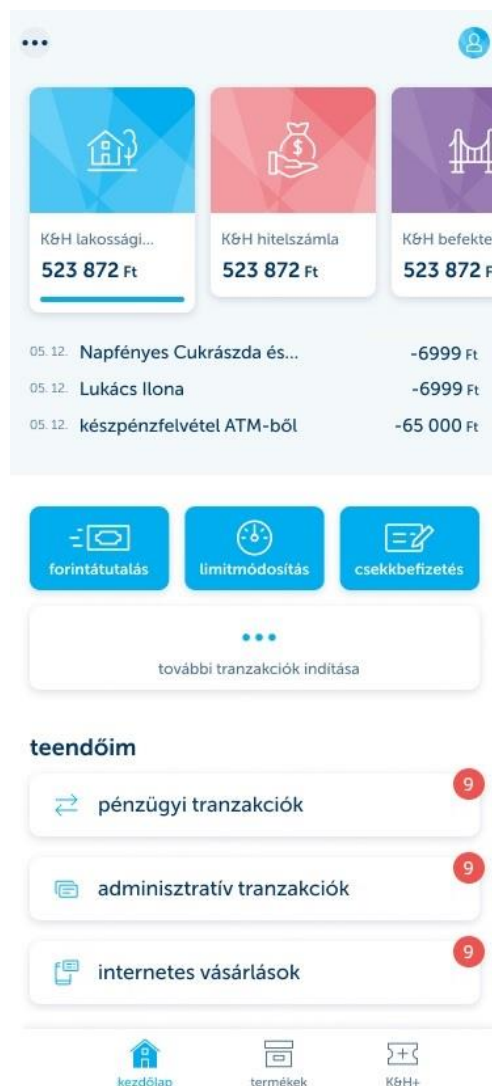 K&H lakossági...
523 872 Ft
K&H hitelszámla
523 872 Ft
K&H befekte
523 872 F
05. 12. Napfényes Cukrászda és... -6999 Ft
05. 12. Lukács Ilona -6999 Ft
05. 12. készpénzfelvétel ATM-ből -65 000 Ft
forintátutalás
limitmódosítás
csekkbefizetés
további tranzakciók indítása
teendőim
pénzügyi tranzakciók 9
adminisztratív tranzakciók 9
internetes vásárlások 9
kezdőlap
termékek
K&H+